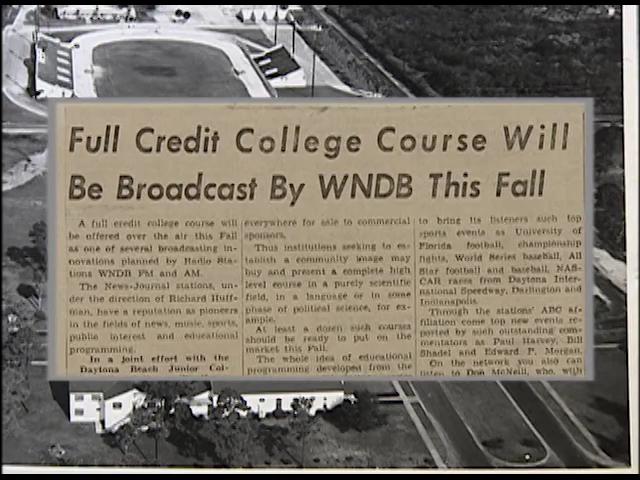 Full Credit College Course Will
Be Broadcast By WNDB This Fall
A full credit college course will
be offered over the air this Fall
as one of several broadcasting in-
novations planned by Radio Sta-
tions WNDB FM and AM.
The News-Journal stations, un-
der the direction of Richard Huff-
man, have a reputation as pioneers
in the fields of news, music, sports,
public interest and educational
programming.
In a joint effort with the
Daytona Beach Junior Col-
everywhere for sale to commercial
sponsors.
Thus institutions seeking to es-
tablish a community image may
buy and present a complete high
level course in a purely scientific
field, in a language or in some
phase of political science, for ex-
ample.
At least a dozen such courses
should be ready to put on the
market this Fall.
The whole idea of educational
programming developed from the
to bring its listeners such top
sports events as University of
Florida football, championship
fights, World Series baseball, All
Star football and baseball, NAS-
CAR races from Daytona Inter-
national Speedway, Darlington and
Indianapolis.
Through the stations' ABC af-
filiation come top new events re-
ported by such outstanding com-
mentators as Paul Harvey, Bill
Shadel and Edward P. Morgan.
On the network you also can
listen to Don McNeill, who, with